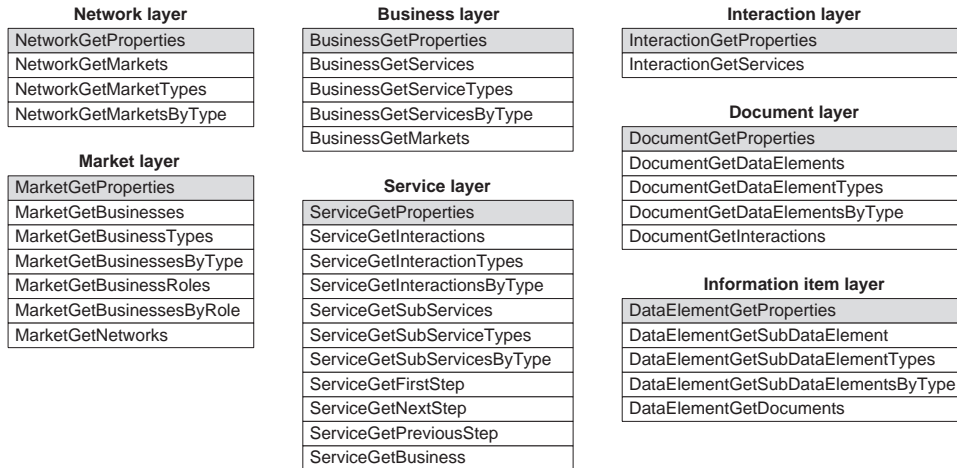 Network layer
NetworkGetProperties
NetworkGetMarkets
NetworkGetMarketTypes
NetworkGetMarketsByType
Market layer
MarketGetProperties
MarketGetBusinesses
MarketGetBusinessTypes
MarketGetBusinessesByType
MarketGetBusinessRoles
MarketGetBusinessesByRole
MarketGetNetworks
Business layer
BusinessGetProperties
BusinessGetServices
BusinessGetServiceTypes
BusinessGetServicesByType
BusinessGetMarkets
Service layer
ServiceGetProperties
ServiceGetInteractions
ServiceGetInteractionTypes
ServiceGetInteractionsByType
ServiceGetSubServices
ServiceGetSubServiceTypes
ServiceGetSubServicesByType
ServiceGetFirstStep
ServiceGetNextStep
ServiceGetPreviousStep
ServiceGetBusiness
Interaction layer
InteractionGetProperties
InteractionGetServices
Document layer
DocumentGetProperties
DocumentGetDataElements
DocumentGetDataElementTypes
DocumentGetDataElementsByType
DocumentGetInteractions
Information item layer
DataElementGetProperties
DataElementGetSubDataElement
DataElementGetSubDataElementTypes
DataElementGetSubDataElementsByType
DataElementGetDocuments